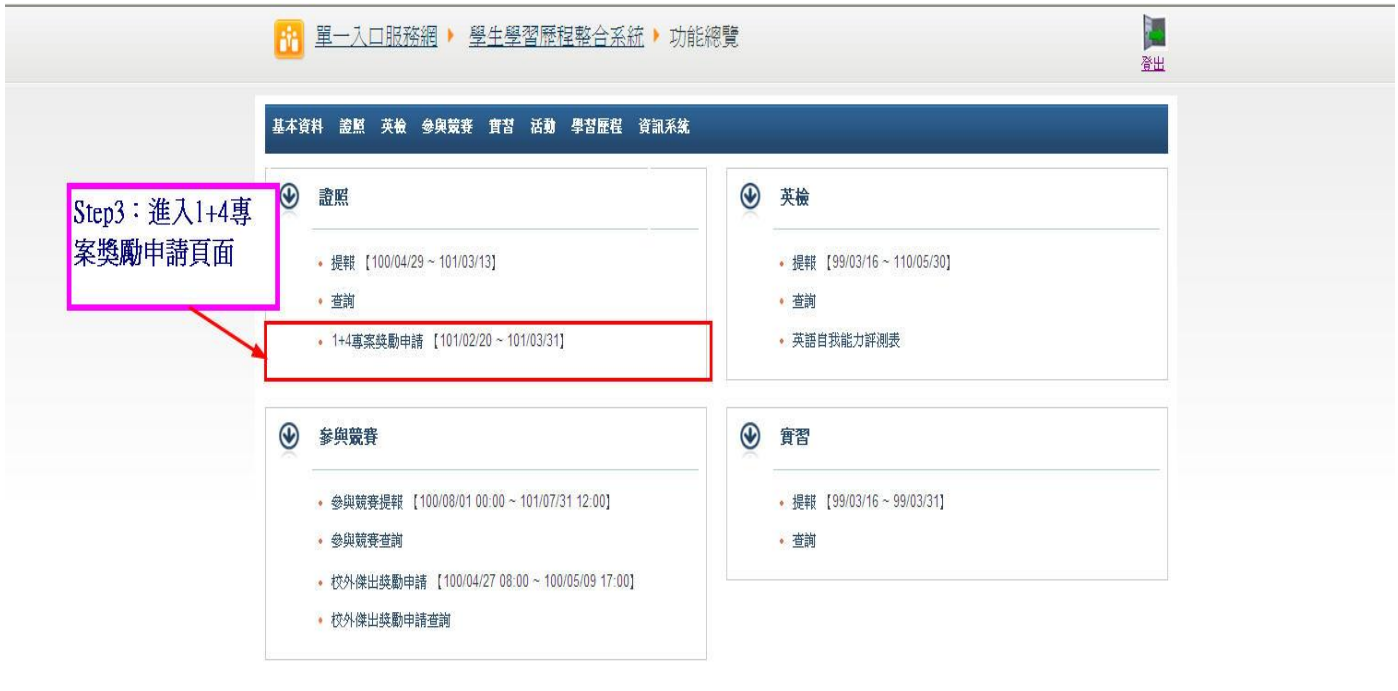 單一入口服務網 學生學習歷程整合系統 功能總覽
登出
基本資料 證照 英檢 參與競賽 實習 活動 學習歷程 資訊系統
Step3：進入1+4專
案獎勵申請頁面
證照
• 提報【100/04/29 ~ 101/03/13】
• 查詢
• 1+4專案獎勵申請【101/02/20 ~ 101/03/31】
英檢
• 提報【99/03/16 ~ 110/05/30】
• 查詢
• 英語自我能力評測表
參與競賽
• 參與競賽提報【100/08/01 00:00 ~ 101/07/31 12:00】
• 參與競賽查詢
• 校外傑出獎勵申請【100/04/27 08:00 ~ 100/05/09 17:00】
• 校外傑出獎勵申請查詢
實習
• 提報【99/03/16 ~ 99/03/31】
• 查詢